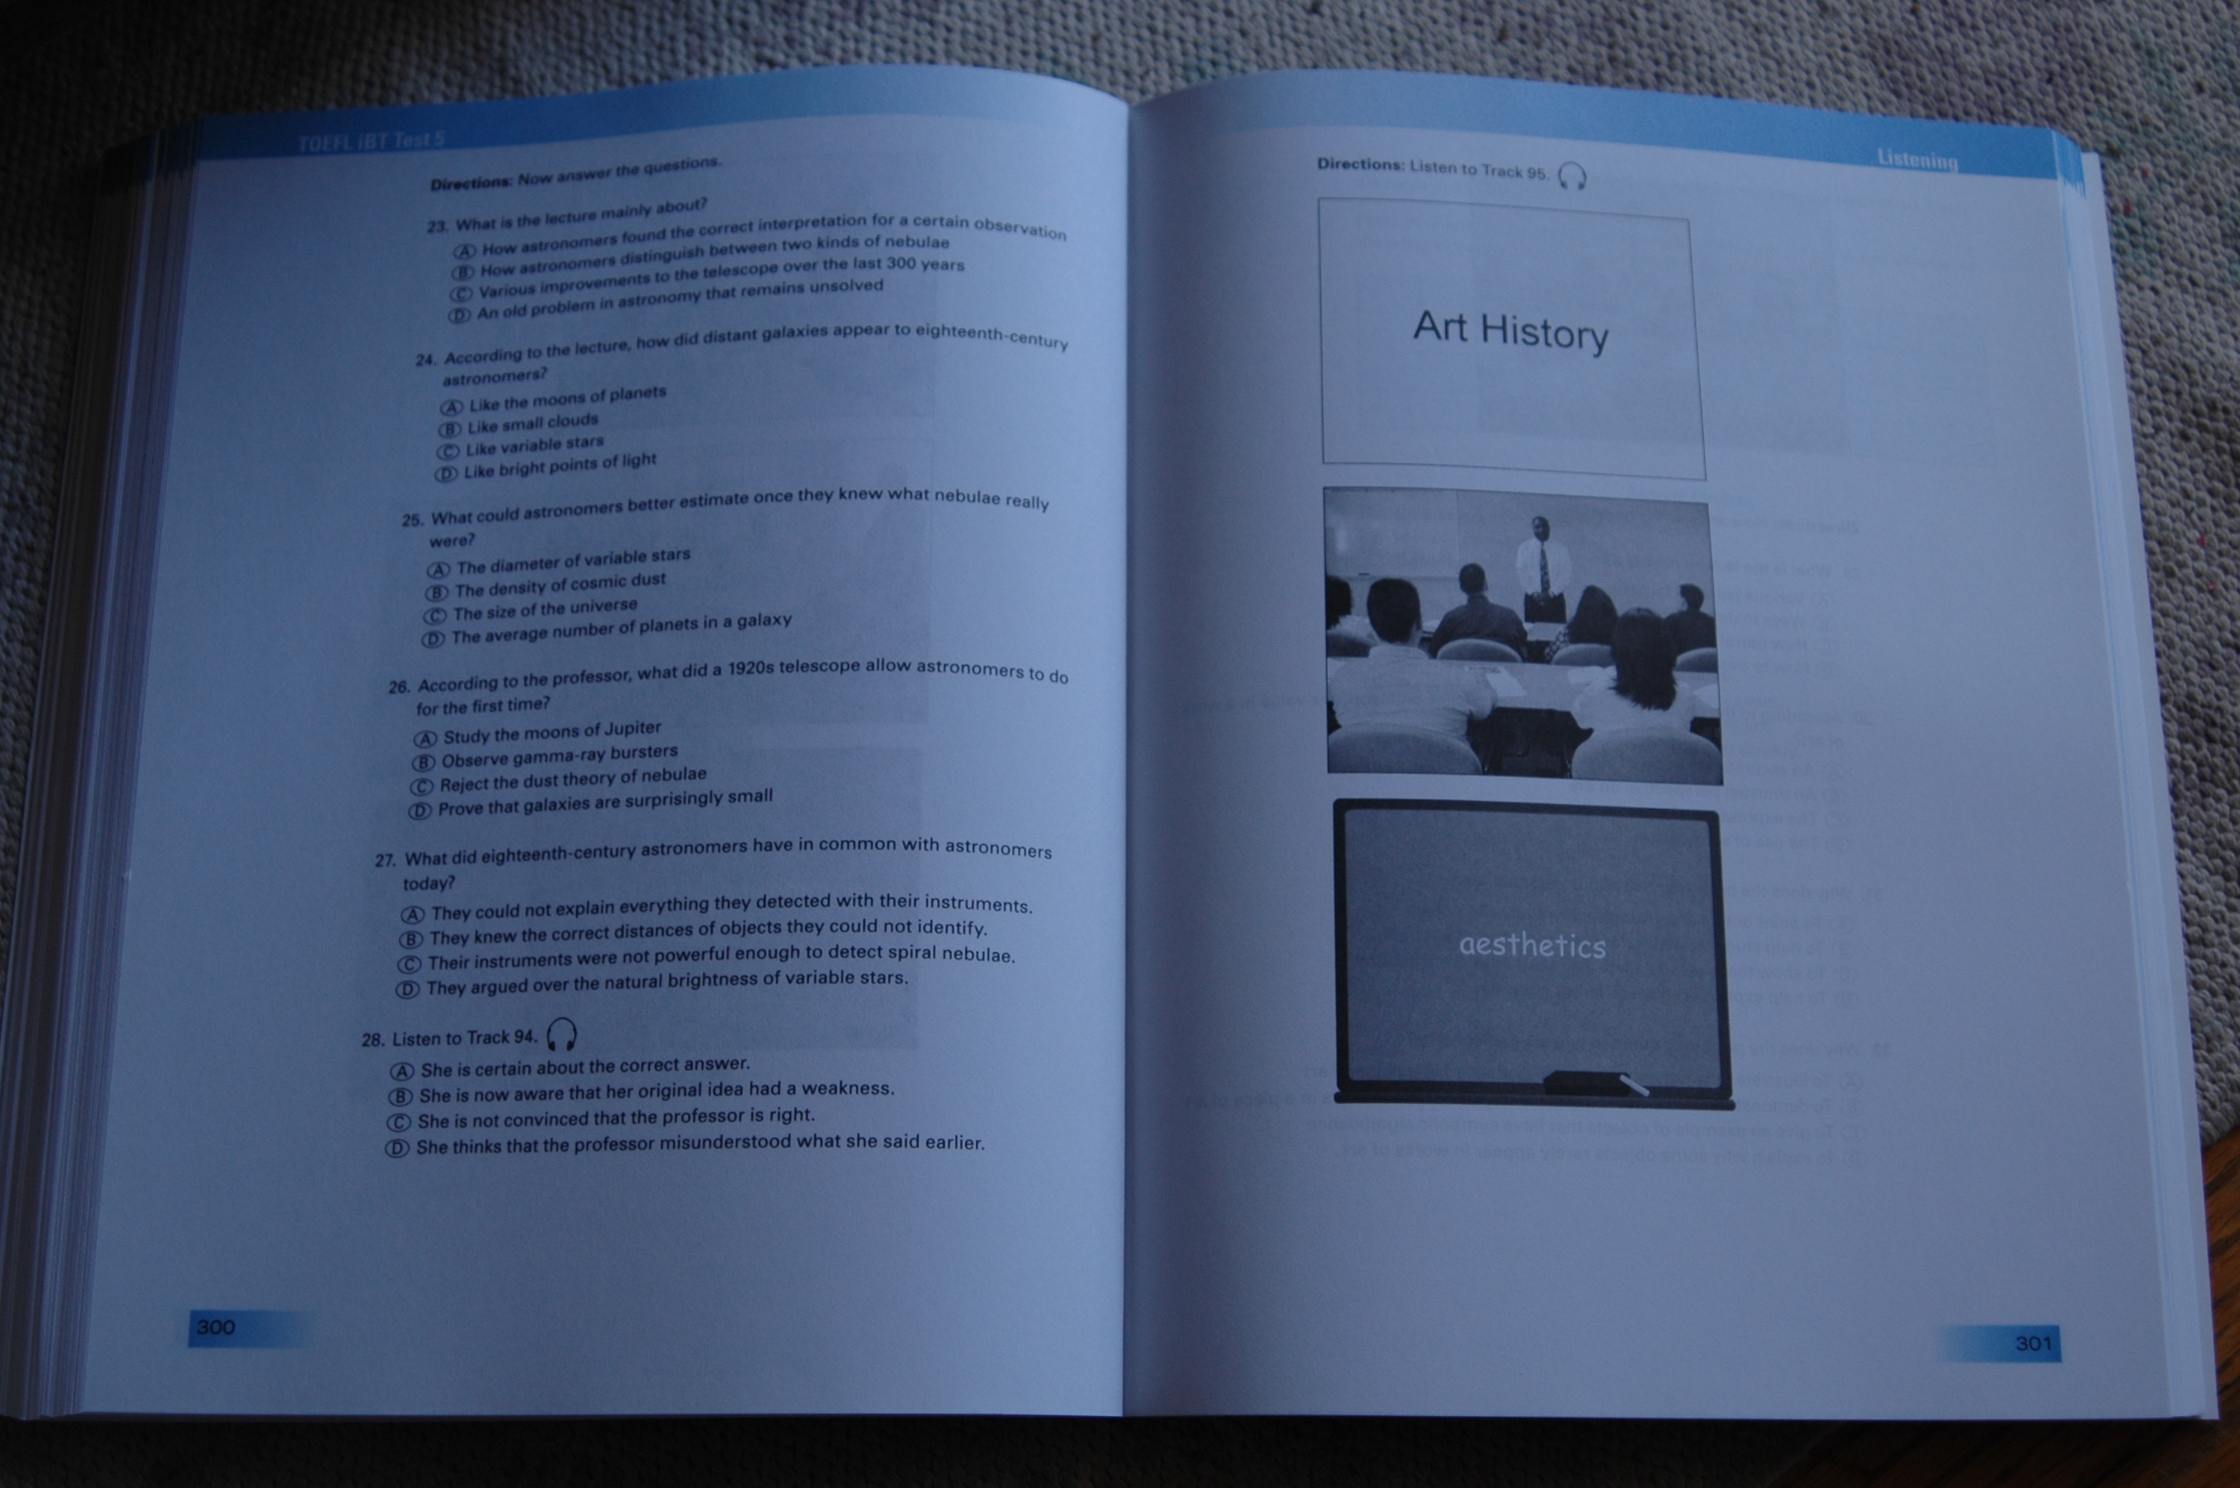 TOEFL iBT Test 5
Directions: Now answer the questions.
23. What is the lecture mainly about?
Ⓐ How astronomers found the correct interpretation for a certain observation
Ⓑ How astronomers distinguish between two kinds of nebulae
Ⓒ Various improvements to the telescope over the last 300 years
Ⓓ An old problem in astronomy that remains unsolved
24. According to the lecture, how did distant galaxies appear to eighteenth-century
astronomers?
Ⓐ Like the moons of planets
Ⓑ Like small clouds
Ⓒ Like variable stars
Ⓓ Like bright points of light
25. What could astronomers better estimate once they knew what nebulae really
were?
Ⓐ The diameter of variable stars
Ⓑ The density of cosmic dust
Ⓒ The size of the universe
Ⓓ The average number of planets in a galaxy
26. According to the professor, what did a 1920s telescope allow astronomers to do
for the first time?
Ⓐ Study the moons of Jupiter
Ⓑ Observe gamma-ray bursters
Ⓒ Reject the dust theory of nebulae
Ⓓ Prove that galaxies are surprisingly small
27. What did eighteenth-century astronomers have in common with astronomers
today?
Ⓐ They could not explain everything they detected with their instruments.
Ⓑ They knew the correct distances of objects they could not identify.
Ⓒ Their instruments were not powerful enough to detect spiral nebulae.
Ⓓ They argued over the natural brightness of variable stars.
28. Listen to Track 94.
Ⓐ She is certain about the correct answer.
Ⓑ She is now aware that her original idea had a weakness.
Ⓒ She is not convinced that the professor is right.
Ⓓ She thinks that the professor misunderstood what she said earlier.
300
Listening
Directions: Listen to Track 95.
Art History
aesthetics
301